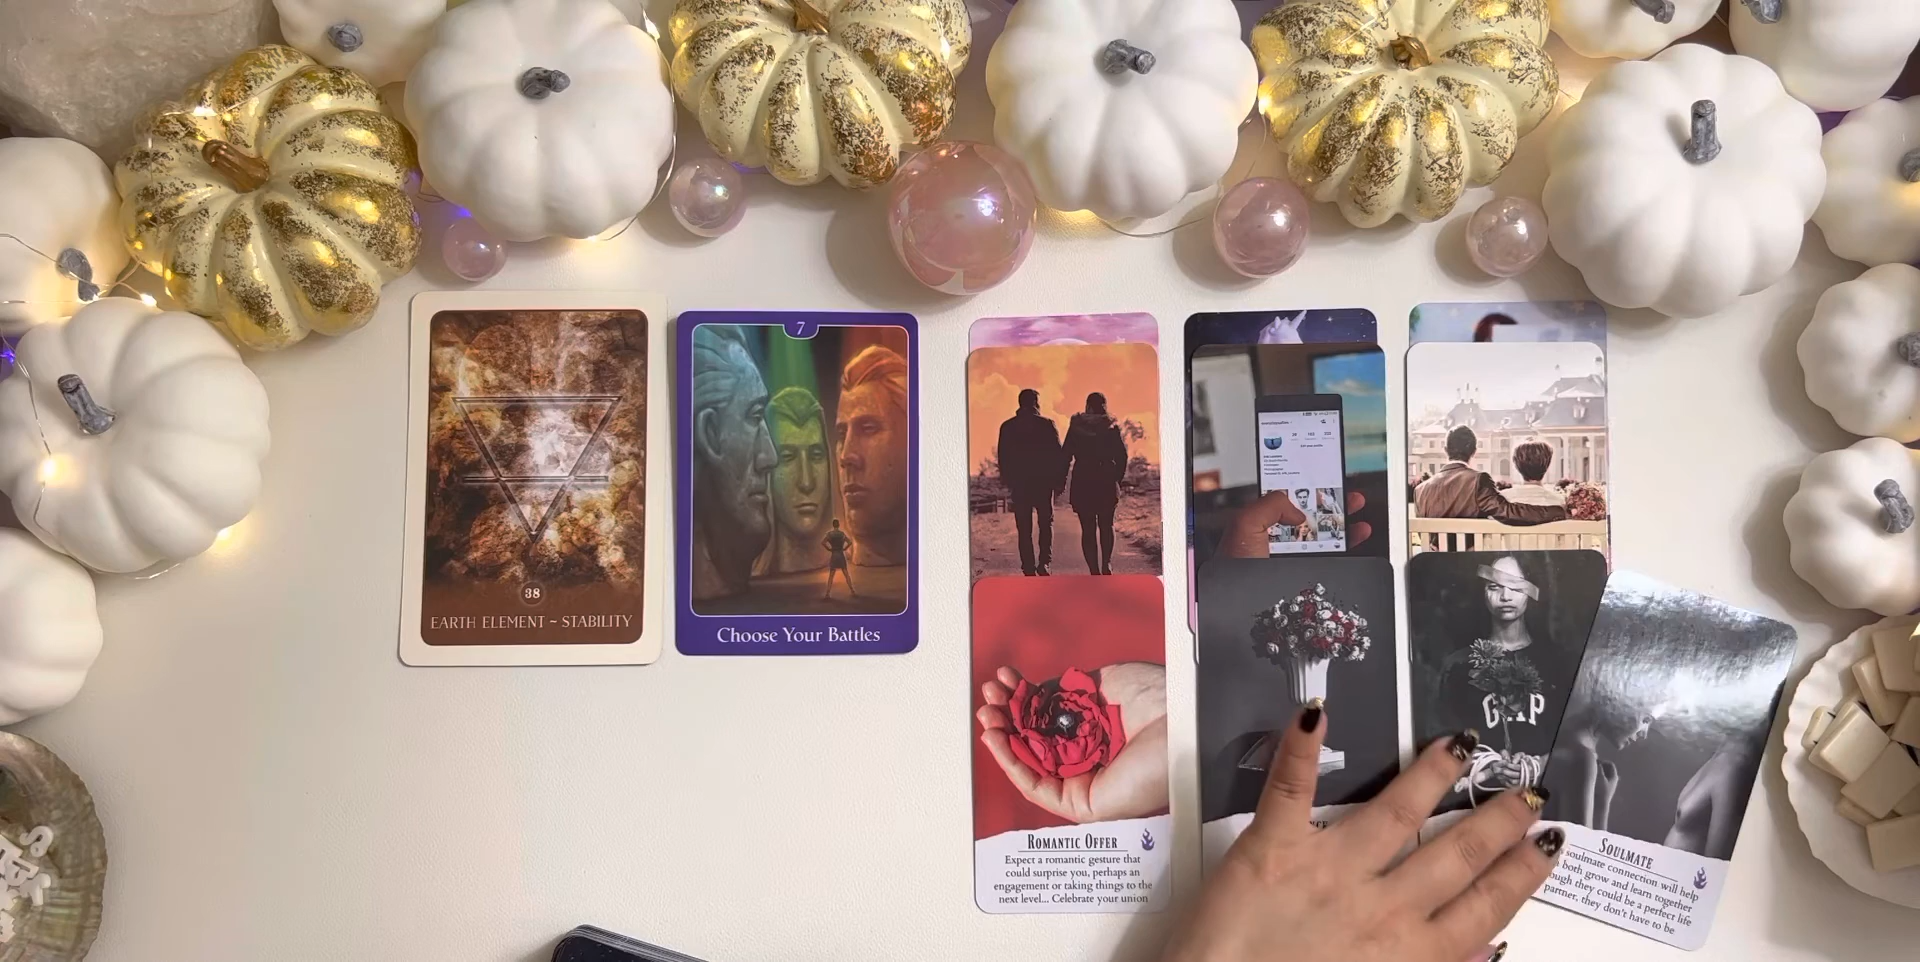 38
EARTH ELEMENT ~ STABILITY
7
Choose Your Battles
ROMANTIC OFFER
Expect a romantic gesture that
could surprise you, perhaps an
engagement or taking things to the
next level... Celebrate your union
GAP
SOULMATE
soulmate connection will help
both grow and learn together
they could be a perfect life
partner, they don't have to be